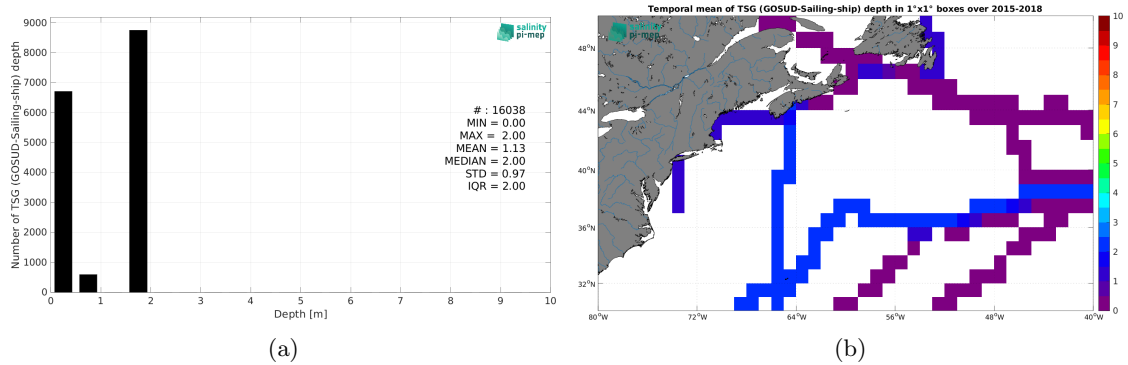 Number of TSG (GOSUD-Sailing-ship) depth
9000
8000
7000
6000
5000
4000
3000
2000
1000
0
0 1 2 3 4 5 6 7 8 9 10
Depth [m]
salinity
pi-mep
# : 16038
MIN = 0.00
MAX = 2.00
MEAN = 1.13
MEDIAN = 2.00
STD = 0.97
IQR = 2.00
(a)
Temporal mean of TSG (GOSUD-Sailing-ship) depth in 1°x1° boxes over 2015-2018
salinity
pi-mep
48°N
44°N
40°N
36°N
32°N
80°W 72°W 64°W 56°W 48°W 40°W
10
9
8
7
6
5
4
3
2
1
0
(b)